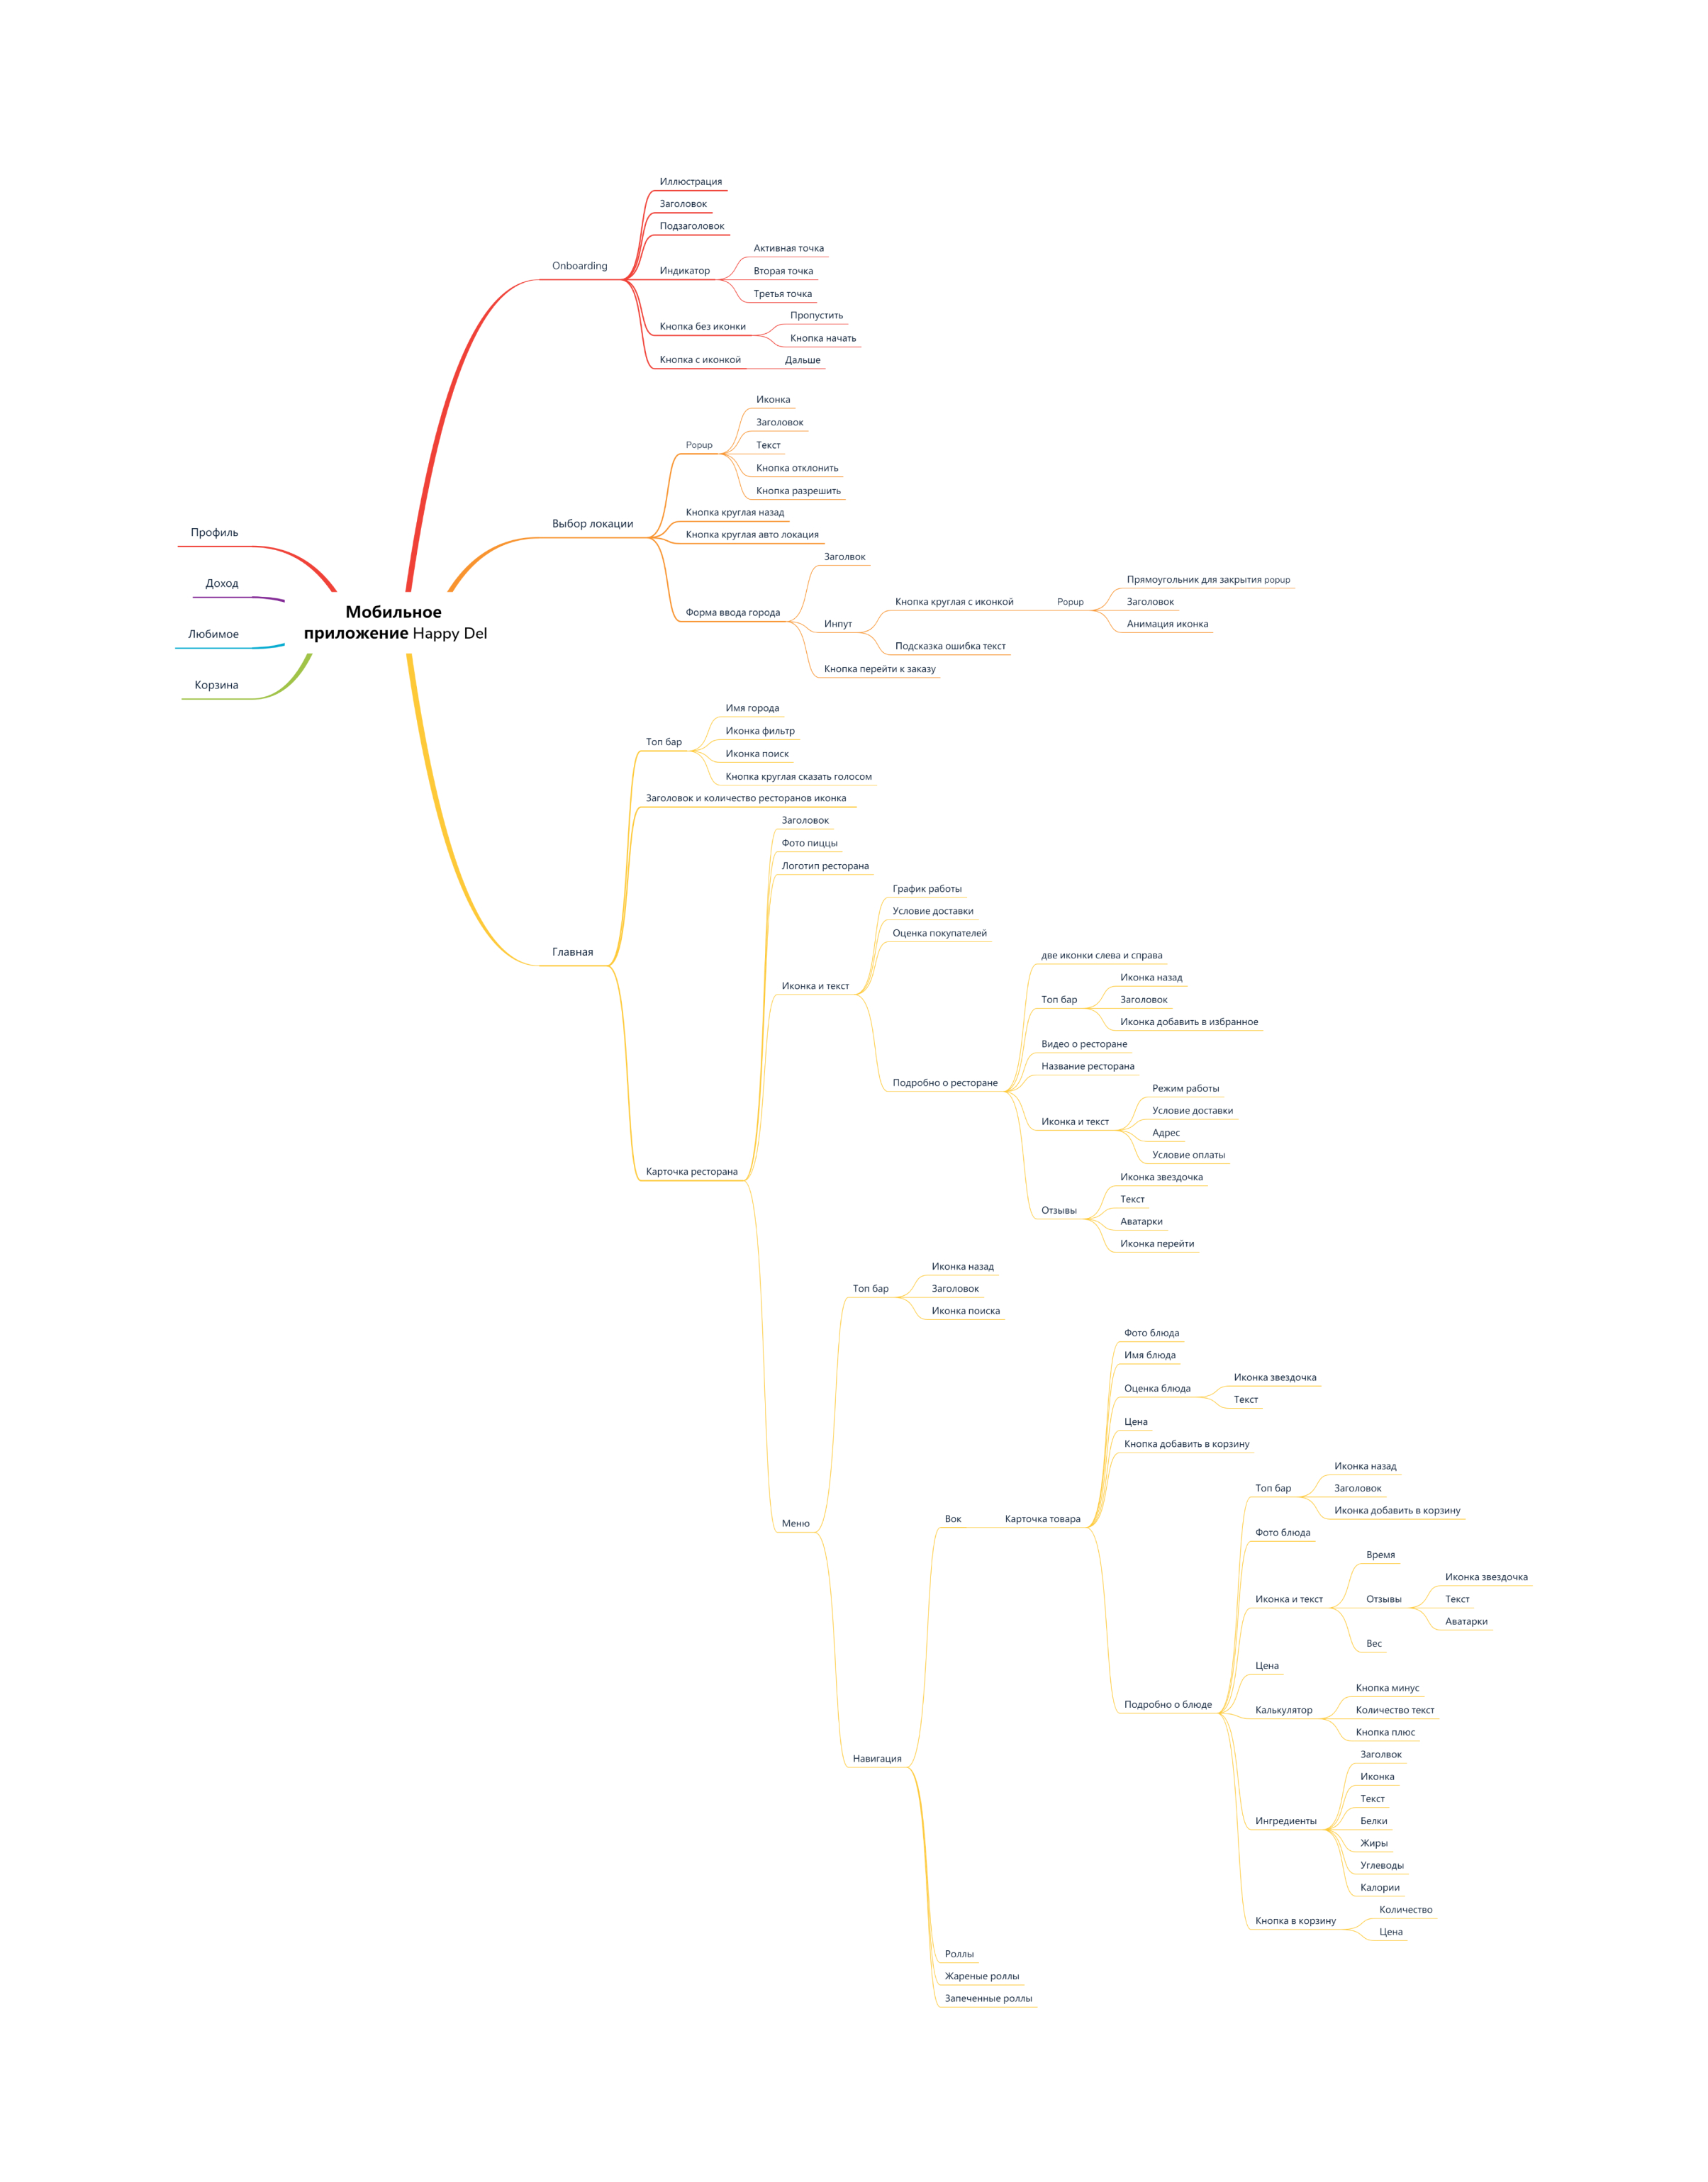 Мобильное
приложение Happy Del
Профиль
Доход
Любимое
Корзина
Onboarding
Иллюстрация
Заголовок
Подзаголовок
Индикатор
Активная точка
Вторая точка
Третья точка
Кнопка без иконки
Пропустить
Кнопка начать
Кнопка с иконкой
Дальше
Выбор локации
Popup
Иконка
Заголовок
Текст
Кнопка отклонить
Кнопка разрешить
Кнопка круглая назад
Кнопка круглая авто локация
Форма ввода города
Заголвок
Инпут
Кнопка круглая с иконкой
Popup
Прямоугольник для закрытия popup
Заголовок
Анимация иконка
Подсказка ошибка текст
Кнопка перейти к заказу
Главная
Топ бар
Имя города
Иконка фильтр
Иконка поиск
Кнопка круглая сказать голосом
Заголовок и количество ресторанов иконка
Карточка ресторана
Заголовок
Фото пиццы
Логотип ресторана
Иконка и текст
График работы
Условие доставки
Оценка покупателей
Подробно о ресторане
две иконки слева и справа
Топ бар
Иконка назад
Заголовок
Иконка добавить в избранное
Видео о ресторане
Название ресторана
Иконка и текст
Режим работы
Условие доставки
Адрес
Условие оплаты
Отзывы
Иконка звездочка
Текст
Аватарки
Иконка перейти
Меню
Топ бар
Иконка назад
Заголовок
Иконка поиска
Навигация
Вок
Карточка товара
Фото блюда
Имя блюда
Оценка блюда
Иконка звездочка
Текст
Цена
Кнопка добавить в корзину
Подробно о блюде
Топ бар
Иконка назад
Заголовок
Иконка добавить в корзину
Фото блюда
Иконка и текст
Время
Отзывы
Иконка звездочка
Текст
Аватарки
Вес
Цена
Калькулятор
Кнопка минус
Количество текст
Кнопка плюс
Ингредиенты
Заголвок
Иконка
Текст
Белки
Жиры
Углеводы
Калории
Кнопка в корзину
Количество
Цена
Роллы
Жареные роллы
Запеченные роллы